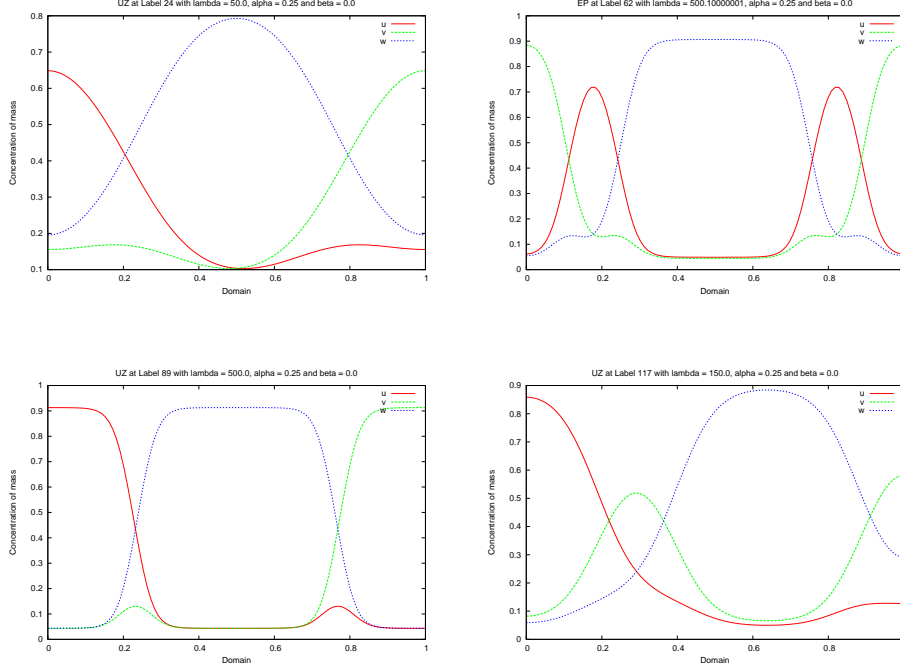 UZ at Label 24 with lambda = 50.0, alpha = 0.25 and beta = 0.0
u
v
w
Concentration of mass
0.8
0.7
0.6
0.5
0.4
0.3
0.2
0.1
0
0.2
0.4
0.6
0.8
1
Domain
EP at Label 62 with lambda = 500.10000001, alpha = 0.25 and beta = 0.0
u
v
w
Concentration of mass
1
0.9
0.8
0.7
0.6
0.5
0.4
0.3
0.2
0.1
0
0
0.2
0.4
0.6
0.8
Domain
UZ at Label 89 with lambda = 500.0, alpha = 0.25 and beta = 0.0
u
v
w
Concentration of mass
1
0.9
0.8
0.7
0.6
0.5
0.4
0.3
0.2
0.1
0
0
0.2
0.4
0.6
0.8
1
Domain
UZ at Label 117 with lambda = 150.0, alpha = 0.25 and beta = 0.0
u
v
w
Concentration of mass
0.9
0.8
0.7
0.6
0.5
0.4
0.3
0.2
0.1
0
0
0.2
0.4
0.6
0.8
Domain